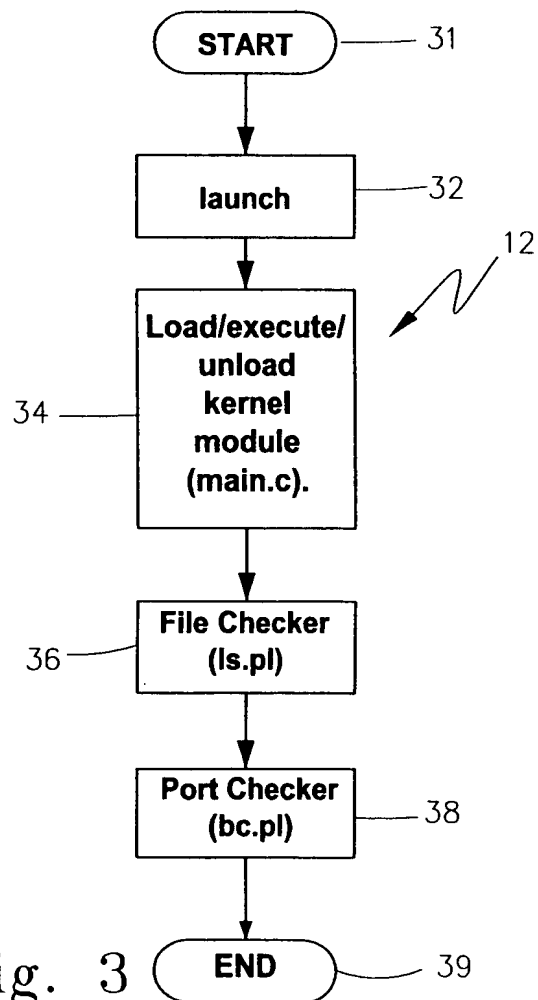 START
31
launch
32
12
Load/execute/
unload
kernel
module
(main.c).
34
File Checker
(ls.pl)
36
Port Checker
(bc.pl)
38
ig. 3
END
39